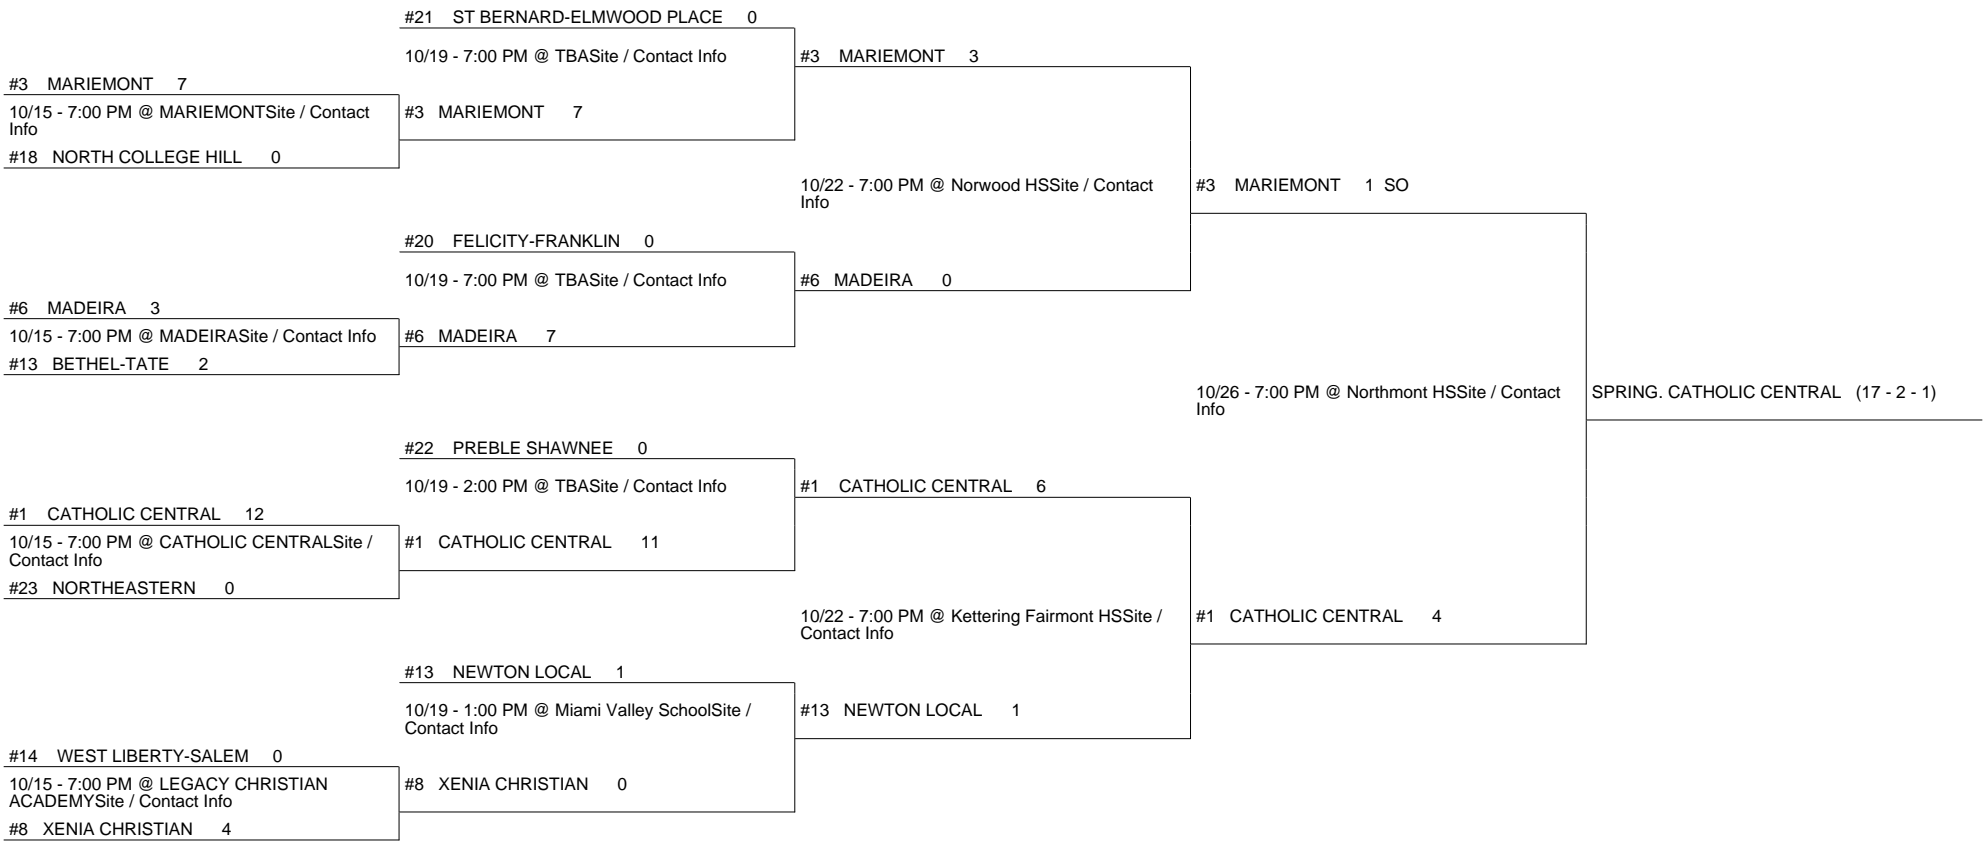 #21 ST BERNARD-ELMWOOD PLACE 0
10/19 - 7:00 PM @ TBASite / Contact Info
#3 MARIEMONT 3
#3 MARIEMONT 7
10/15 - 7:00 PM @ MARIEMONTSite / Contact
Info
#3 MARIEMONT 7
#18 NORTH COLLEGE HILL 0
10/22 - 7:00 PM @ Norwood HSSite / Contact
Info
#3 MARIEMONT 1 SO
#20 FELICITY-FRANKLIN 0
10/19 - 7:00 PM @ TBASite / Contact Info
#6 MADEIRA 0
#6 MADEIRA 3
10/15 - 7:00 PM @ MADEIRASite / Contact Info
#6 MADEIRA 7
#13 BETHEL-TATE 2
10/26 - 7:00 PM @ Northmont HSSite / Contact
Info
SPRING. CATHOLIC CENTRAL (17 - 2 - 1)
#22 PREBLE SHAWNEE 0
10/19 - 2:00 PM @ TBASite / Contact Info
#1 CATHOLIC CENTRAL 6
#1 CATHOLIC CENTRAL 12
10/15 - 7:00 PM @ CATHOLIC CENTRALSite /
Contact Info
#1 CATHOLIC CENTRAL 11
#23 NORTHEASTERN 0
10/22 - 7:00 PM @ Kettering Fairmont HSSite /
Contact Info
#1 CATHOLIC CENTRAL 4
#13 NEWTON LOCAL 1
10/19 - 1:00 PM @ Miami Valley SchoolSite /
Contact Info
#13 NEWTON LOCAL 1
#14 WEST LIBERTY-SALEM 0
10/15 - 7:00 PM @ LEGACY CHRISTIAN
ACADEMYSite / Contact Info
#8 XENIA CHRISTIAN 0
#8 XENIA CHRISTIAN 4